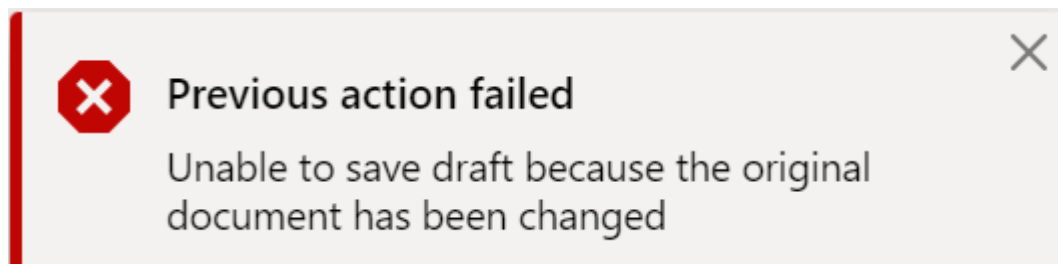 Previous action failed
Unable to save draft because the original
document has been changed